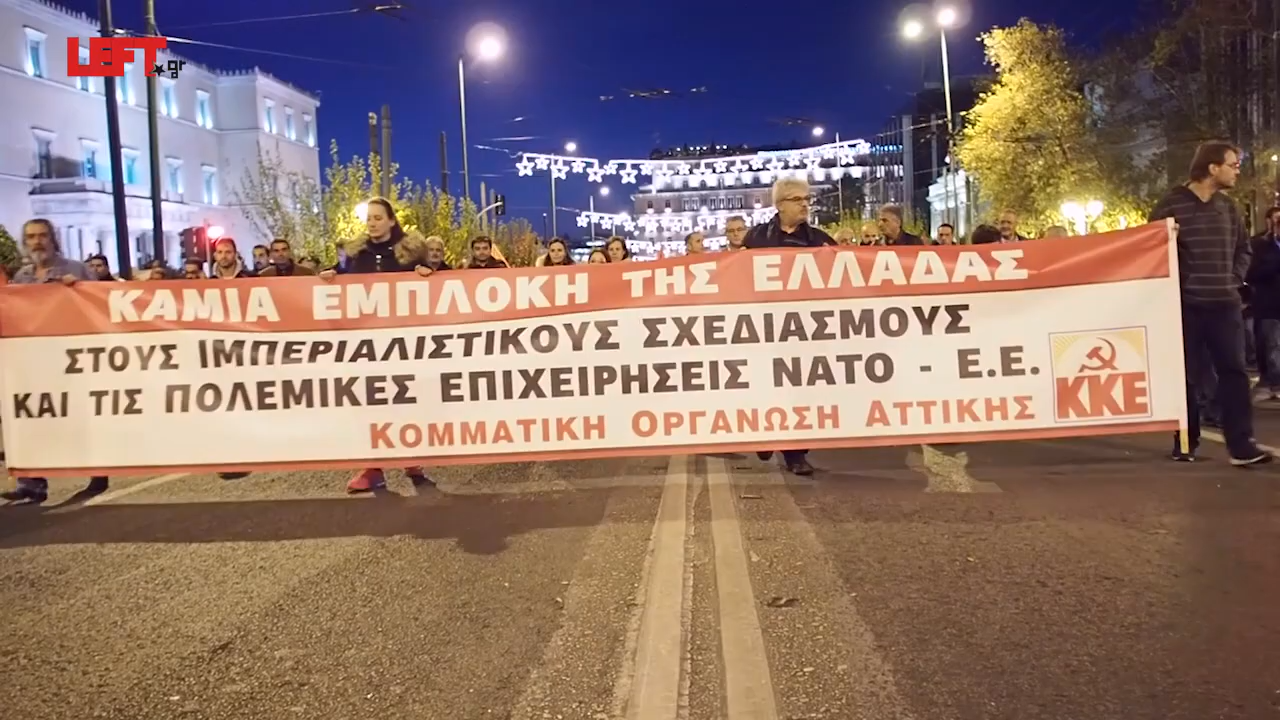 LEFT.gr
ΚΑΜΙΑ ΕΜΠΛΟΚΗ ΤΗΣ ΕΛΛΑΔΑΣ
ΣΤΟΥΣ ΙΜΠΕΡΙΑΛΙΣΤΙΚΟΥΣ ΣΧΕΔΙΑΣΜΟΥΣ
ΚΑΙ ΤΙΣ ΠΟΛΕΜΙΚΕΣ ΕΠΙΧΕΙΡΗΣΕΙΣ ΝΑΤΟ - Ε.Ε.
ΚΟΜΜΑΤΙΚΗ ΟΡΓΑΝΩΣΗ ΑΤΤΙΚΗΣ
ΚΚΕ